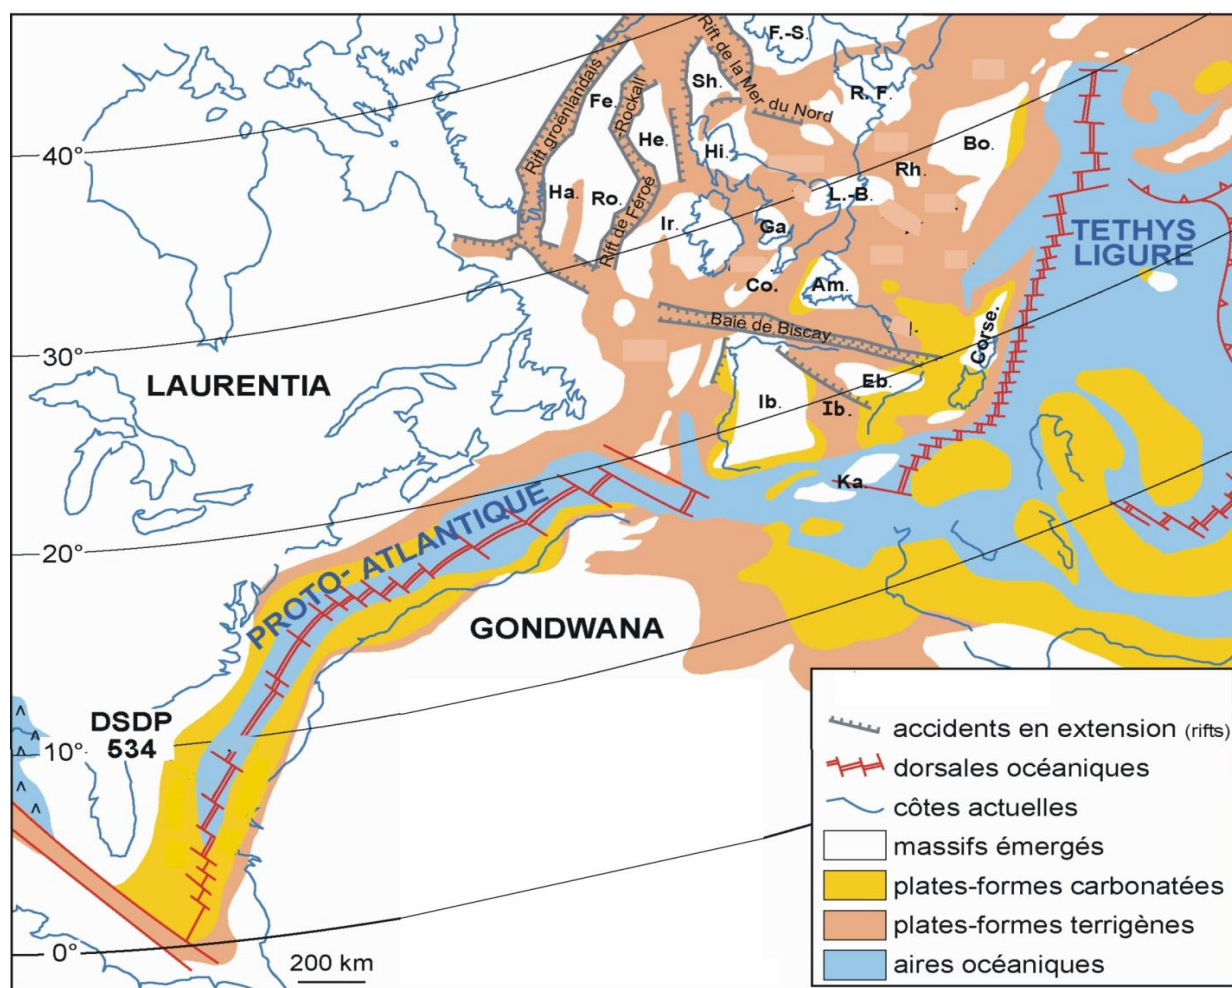 F.-S.
Rift de la Mer du Nord
Sh.
Rift groënlandais
Fe.
Rockall
R. F.
He.
Hi.
Bo.
40°
Rh.
Ha.
Ro.
L.-B.
Rift de Féroé
Ir.
Ga.
TETHYS
LIGURE
Co.
Am.
Baie de Biscay
Corse.
30°
LAURENTIA
Eb.
Ib.
Ib.
Ka.
PROTO- ATLANTIQUE
20°
GONDWANA
DSDP
534
10°
0°
200 km
accidents en extension (rifts)
dorsales océaniques
côtes actuelles
massifs émergés
plates-formes carbonatées
plates-formes terrigènes
aires océaniques